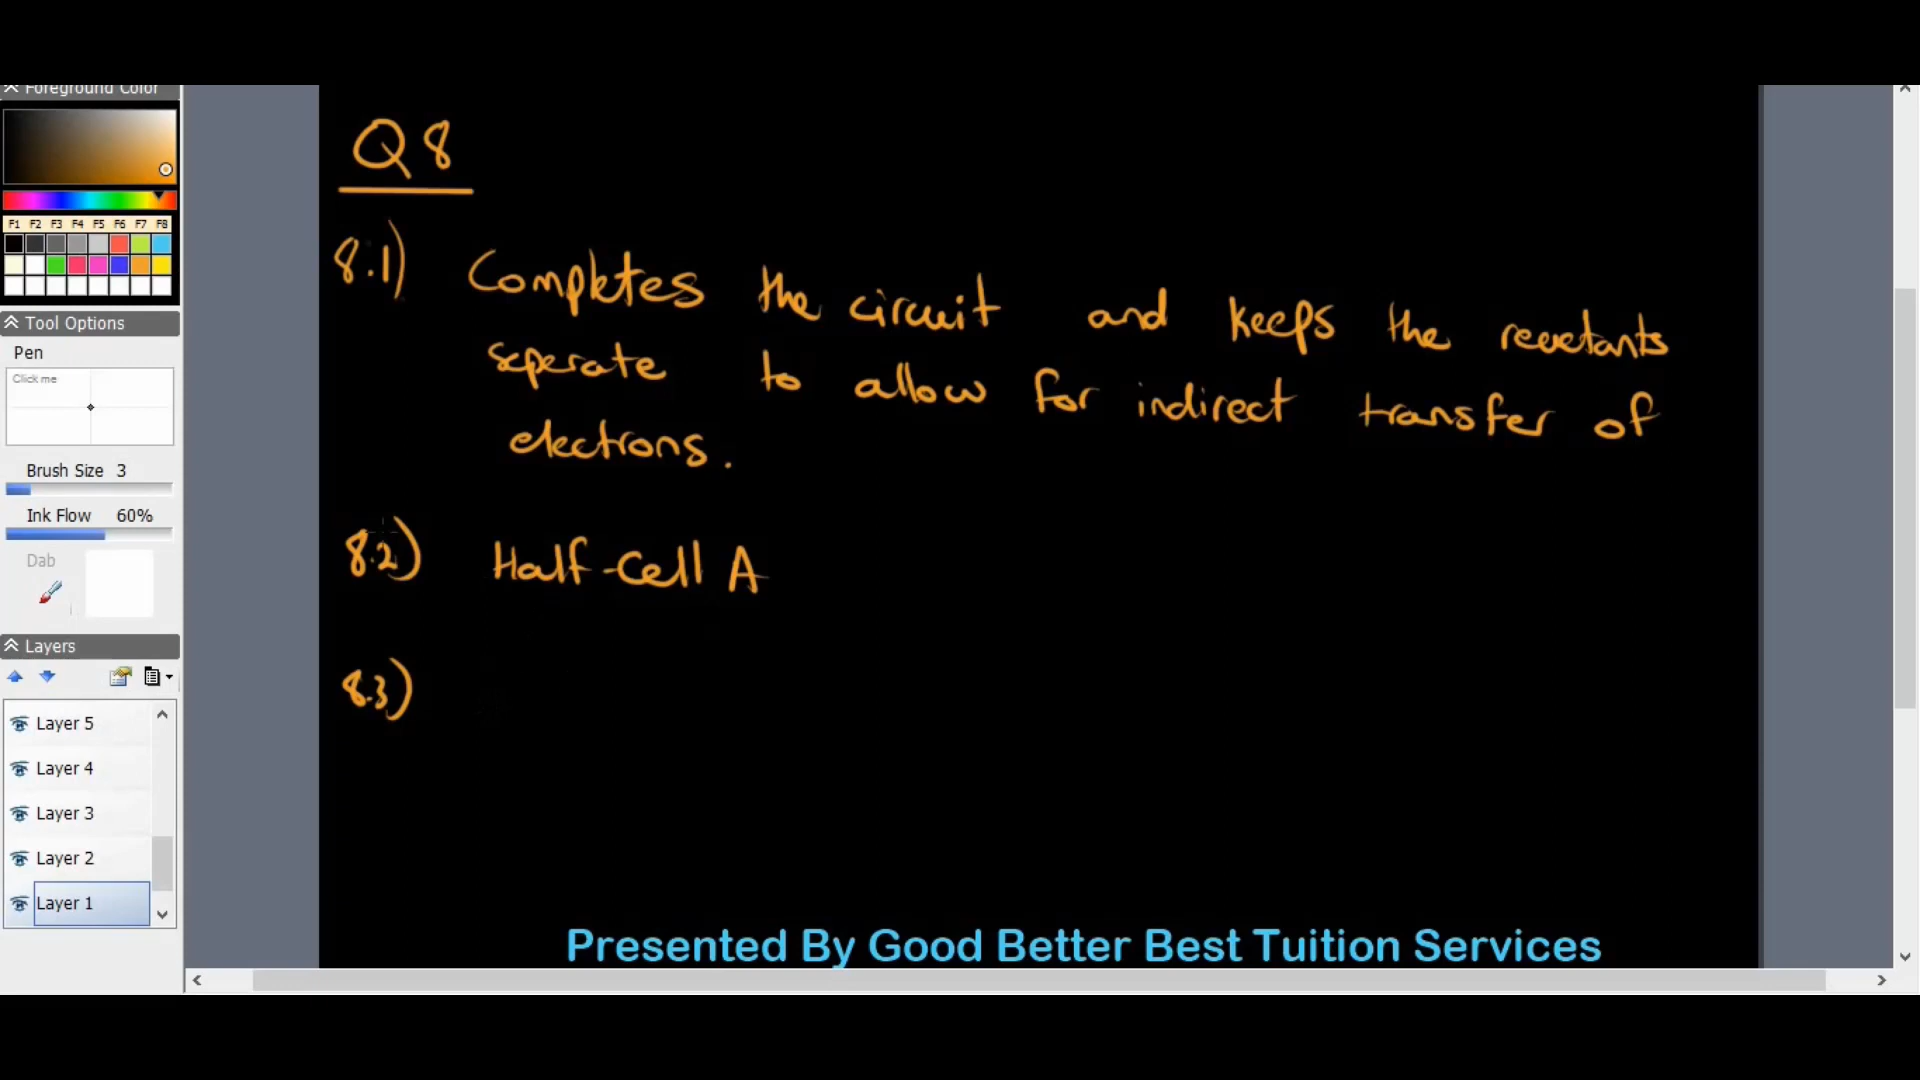 Foreground Color
F1 F2 F3 F4 F5 F6 F7 F8
Tool Options
Pen
Click me
Brush Size 3
Ink Flow 60%
Dab
Layers
Layer 5
Layer 4
Layer 3
Layer 2
Layer 1
Q8
8.1) Completes the circuit and keeps the reactants
seperate to allow for indirect transfer of
electrons.
8.2) Half-Cell A
8.3)
Presented By Good Better Best Tuition Services